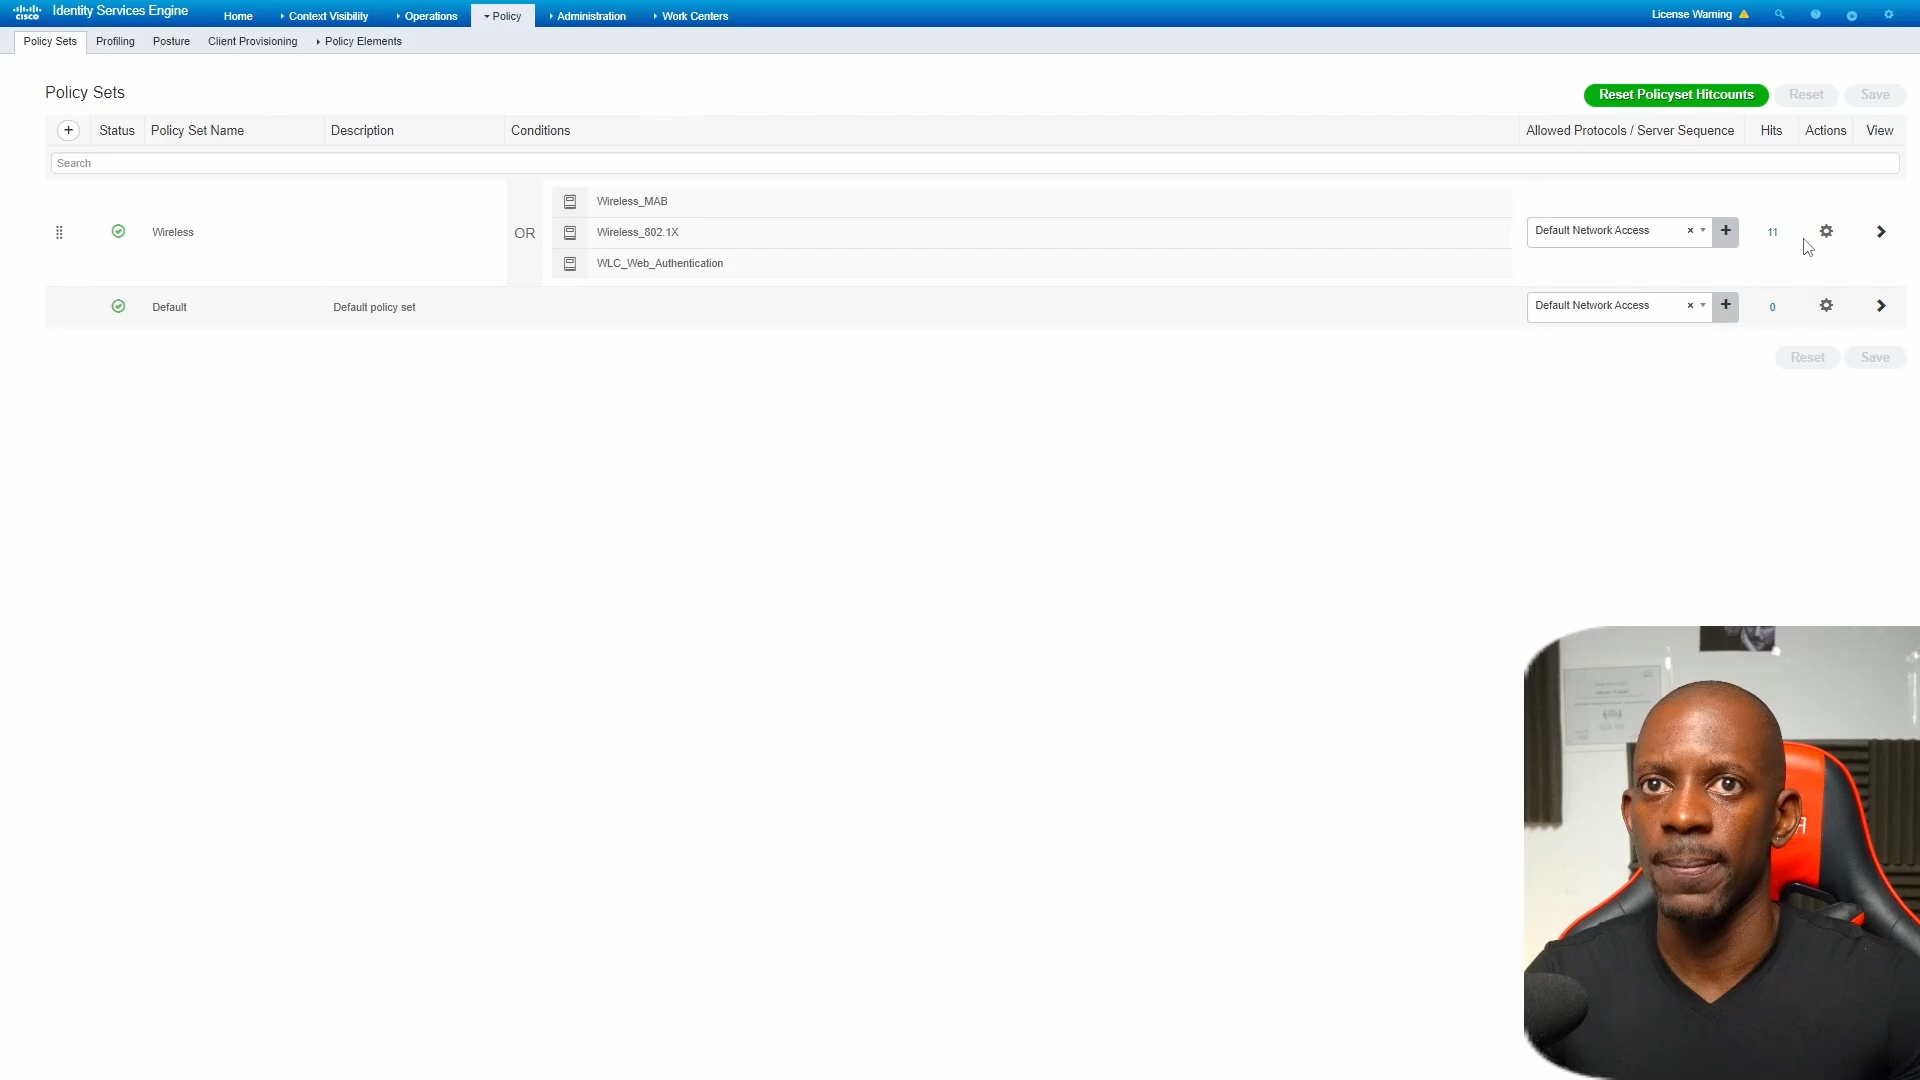 CISCO Identity Services Engine Home Context Visibility Operations Policy Administration Work Centers License Warning
Policy Sets Profiling Posture Client Provisioning Policy Elements
Policy Sets Reset Policyset Hitcounts Reset Save
+ Status Policy Set Name Description Conditions Allowed Protocols / Server Sequence Hits Actions View
Search
Wireless_MAB
Wireless OR Wireless_802.1X Default Network Access × + 11
WLC_Web_Authentication
Default Default policy set Default Network Access × + 0
Reset Save